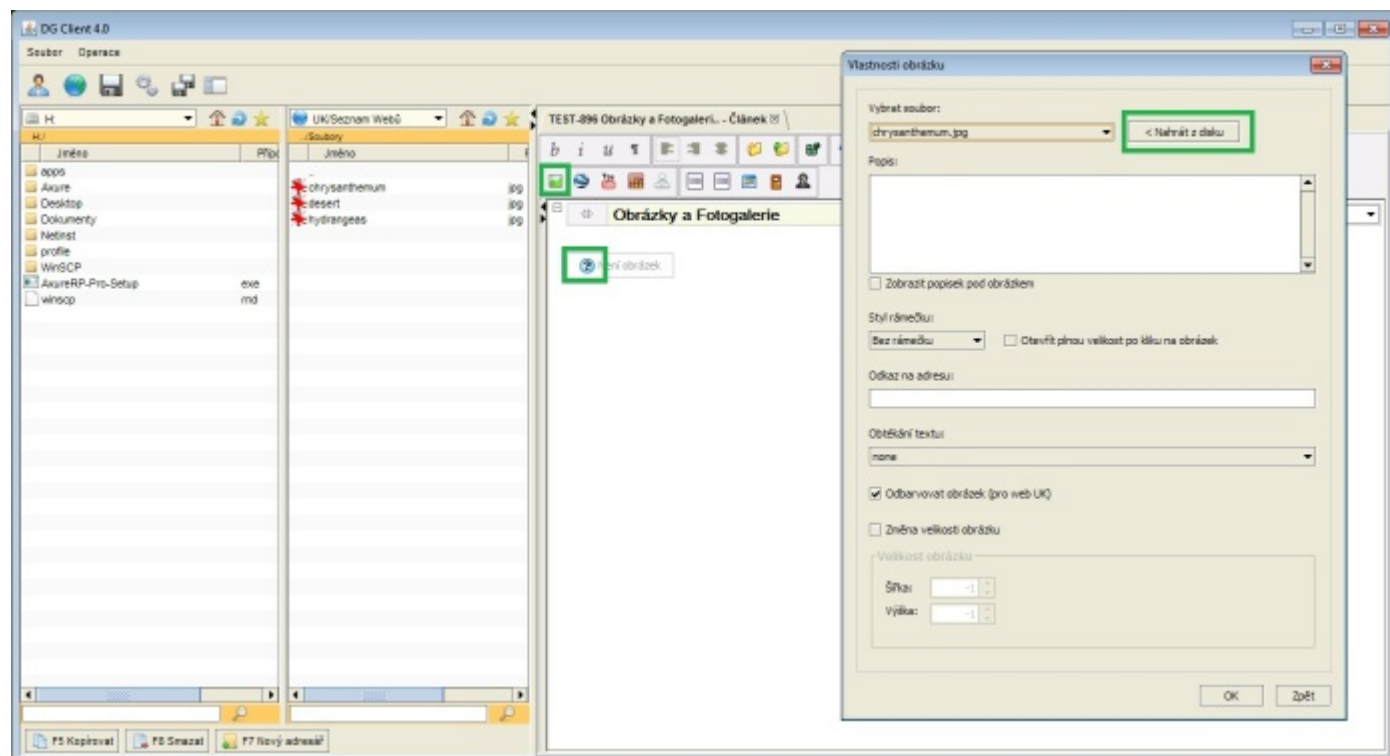 DG Client 4.0
Soubor Operace
H:
UK/Seznam Webů
H:/
../Soubory
Jméno Přípo
Jméno
apps
Axure
Desktop
Dokumenty
Netinst
profile
WinSCP
AxureRP-Pro-Setup exe
winscp rnd
..
chrysanthemum jpg
desert jpg
hydrangeas jpg
F5 Kopírovat
F8 Smazat
F7 Nový adresář
TEST-896 Obrázky a Fotogaleri.. - Článek
b i u ¶
Obrázky a Fotogalerie
Není obrázek
Vlastnosti obrázku
Vybrat soubor:
chrysanthemum.jpg
< Nahrát z disku
Popis:
Zobrazit popisek pod obrázkem
Styl rámečku:
Bez rámečku
Otevřít plnou velikost po kliku na obrázek
Odkaz na adresu:
Obtékání textu:
none
Odbarvovat obrázek (pro web UK)
Změna velikosti obrázku
Velikost obrázku
Šířka: -1
Výška: -1
OK Zpět